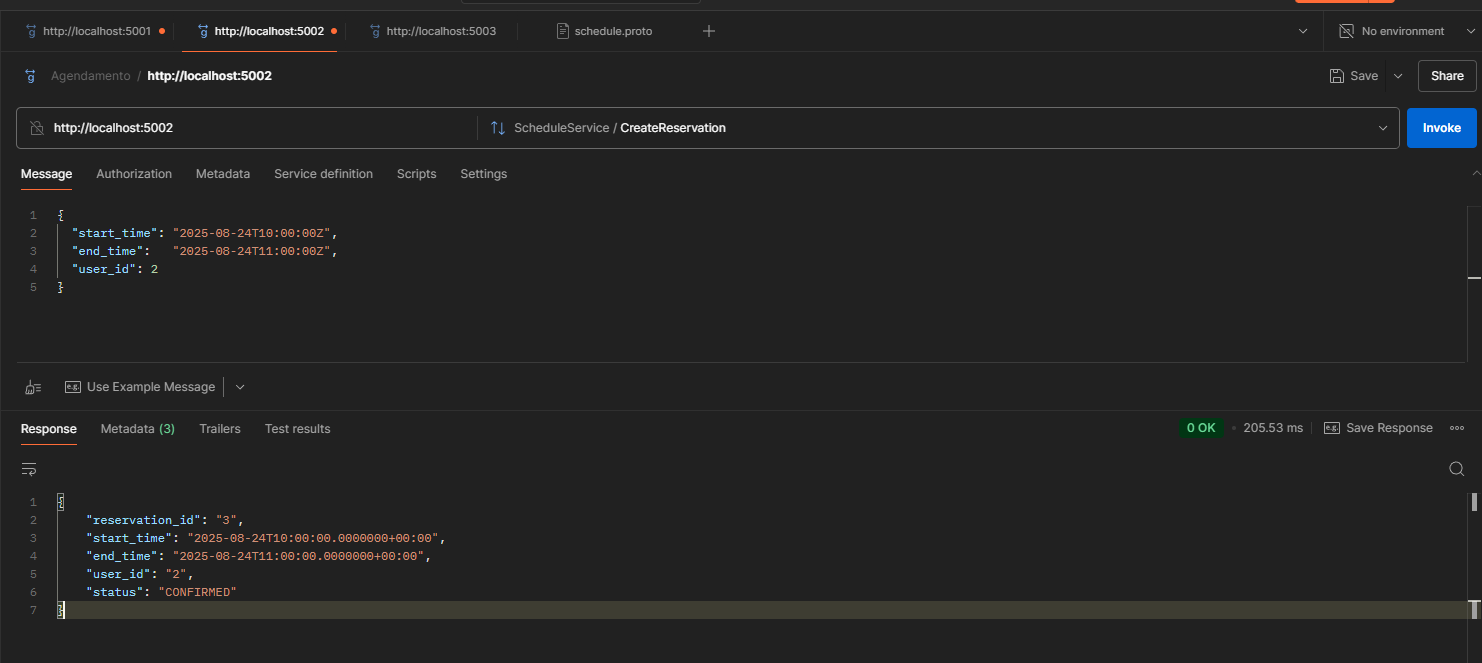 http://localhost:5001 http://localhost:5002 http://localhost:5003 schedule.proto No environment
Agendamento / http://localhost:5002 Save Share
http://localhost:5002 ScheduleService / CreateReservation Invoke
Message Authorization Metadata Service definition Scripts Settings
1 {
2 "start_time": "2025-08-24T10:00:00Z",
3 "end_time":   "2025-08-24T11:00:00Z",
4 "user_id": 2
5 }
e.g. Use Example Message
Response Metadata (3) Trailers Test results 0 OK • 205.53 ms e.g. Save Response
1 {
2 "reservation_id": "3",
3 "start_time": "2025-08-24T10:00:00.0000000+00:00",
4 "end_time": "2025-08-24T11:00:00.0000000+00:00",
5 "user_id": "2",
6 "status": "CONFIRMED"
7 }